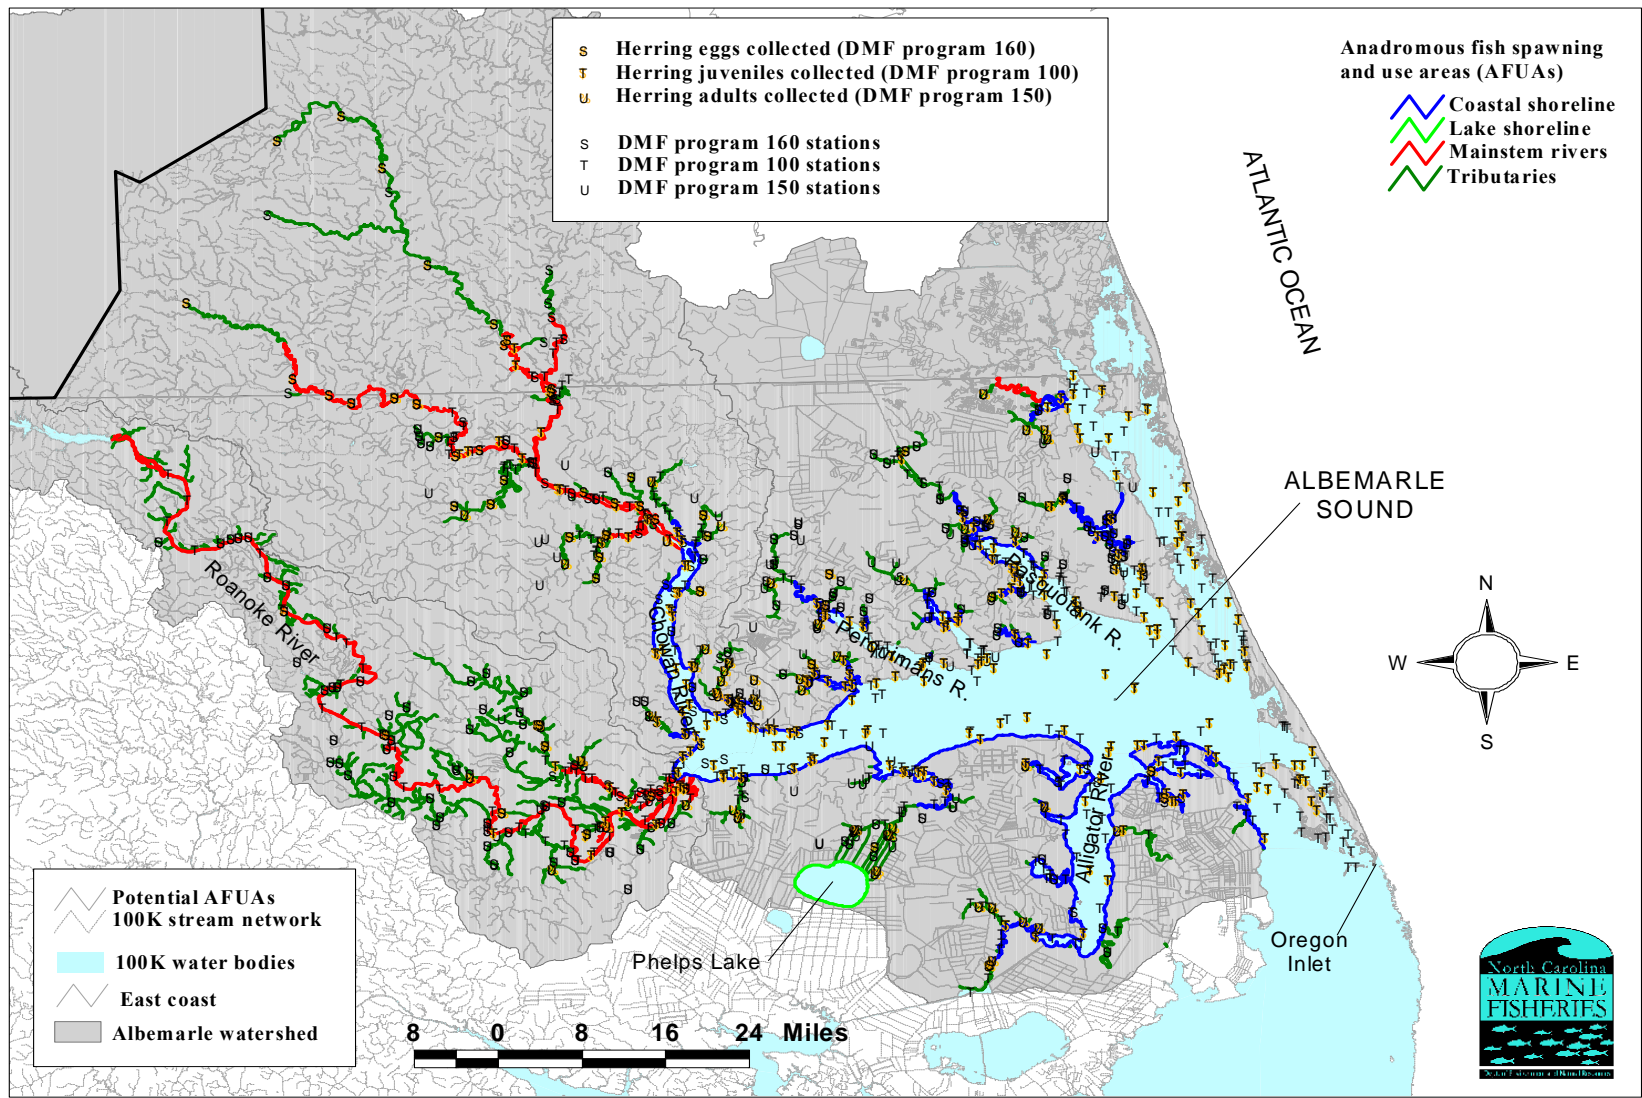 S Herring eggs collected (DMF program 160)
T Herring juveniles collected (DMF program 100)
U Herring adults collected (DMF program 150)
S DMF program 160 stations
T DMF program 100 stations
U DMF program 150 stations
Anadromous fish spawning
and use areas (AFUAs)
Coastal shoreline
Lake shoreline
Mainstem rivers
Tributaries
ATLANTIC OCEAN
ALBEMARLE
SOUND
Roanoke River
Chowan River
Perquimans R.
Pasquotank R.
Alligator River
Phelps Lake
Oregon
Inlet
N
W
E
S
Potential AFUAs
100K stream network
100K water bodies
East coast
Albemarle watershed
8 0 8 16 24 Miles
North Carolina
MARINE
FISHERIES